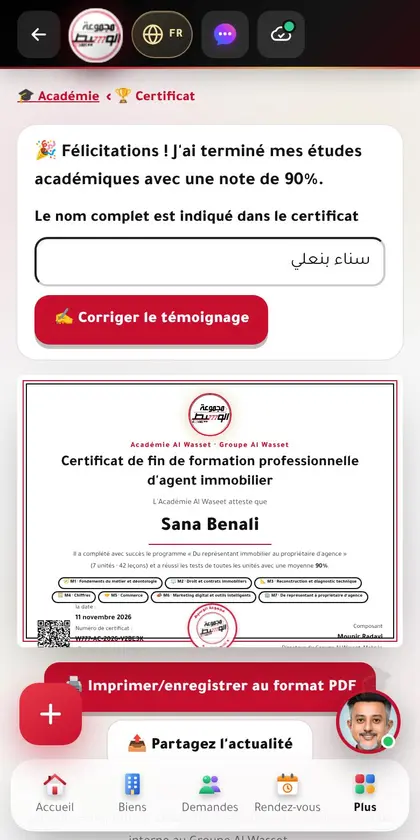 FR
🎓 Académie ‹ 🏆 Certificat
🎉 Félicitations ! J'ai terminé mes études
académiques avec une note de 90%.
Le nom complet est indiqué dans le certificat
سناء بنعلي
✍️ Corriger le témoignage
مجموعة
الوسيط
Académie Al Wasset · Groupe Al Wasset
Certificat de fin de formation professionnelle
d'agent immobilier
L'Académie Al Waseet atteste que
Sana Benali
Il a complété avec succès le programme « Du représentant immobilier au propriétaire d'agence »
(7 unités · 42 leçons) et a réussi les tests de toutes les unités avec une moyenne 90%.
M1 · Fondements du métier et déontologie
M2 · Droit et contrats immobiliers
M3 · Reconstruction et diagnostic technique
M4 · Chiffres
M5 · Commerce
M6 · Marketing digital et outils intelligents
M7 · De représentant à propriétaire d'agence
la date
11 novembre 2026
Numéro de certificat
Composant
Mounir Radavi
🖨️ Imprimer/enregistrer au format PDF
📤 Partagez l'actualité
Accueil
Biens
Demandes
Rendez-vous
Plus
interne au Groupe Al Wasset